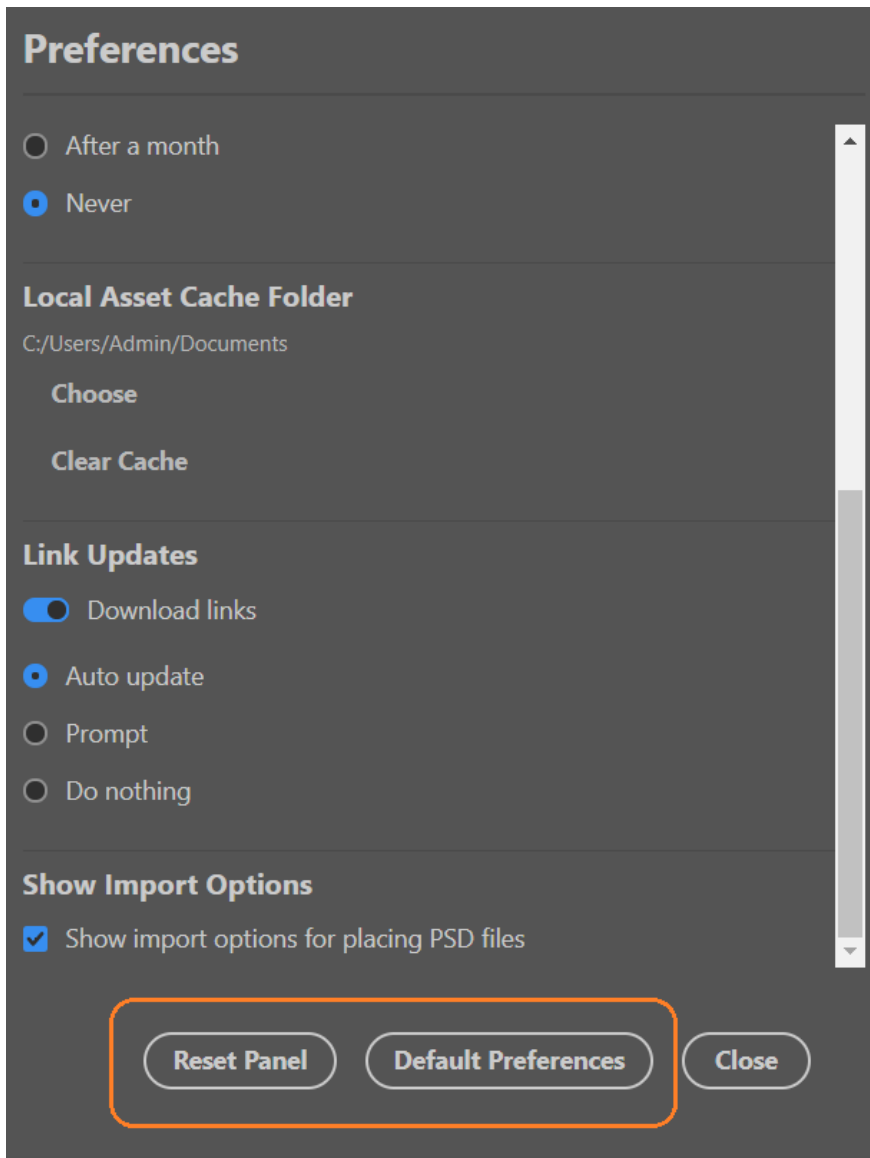 Preferences
After a month
Never
Local Asset Cache Folder
C:/Users/Admin/Documents
Choose
Clear Cache
Link Updates
Download links
Auto update
Prompt
Do nothing
Show Import Options
Show import options for placing PSD files
Reset Panel Default Preferences Close